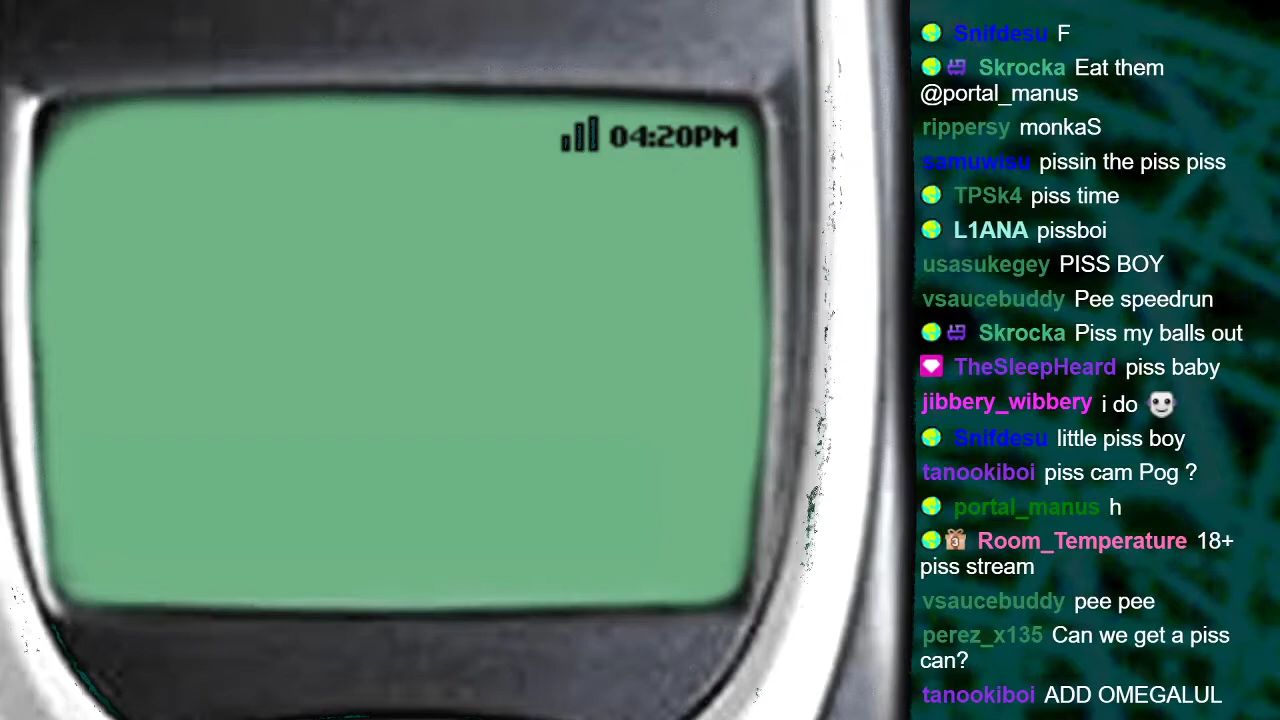 04:20PM
Snifdesu F
Skrocka Eat them
@portal_manus
rippersy monkaS
samuwisu pissin the piss piss
TPSk4 piss time
L1ANA pissboi
usasukegey PISS BOY
vsaucebuddy Pee speedrun
Skrocka Piss my balls out
TheSleepHeard piss baby
jibbery_wibbery i do
Snifdesu little piss boy
tanookiboi piss cam Pog ?
portal_manus h
3 Room_Temperature 18+
piss stream
vsaucebuddy pee pee
perez_x135 Can we get a piss
can?
tanookiboi ADD OMEGALUL